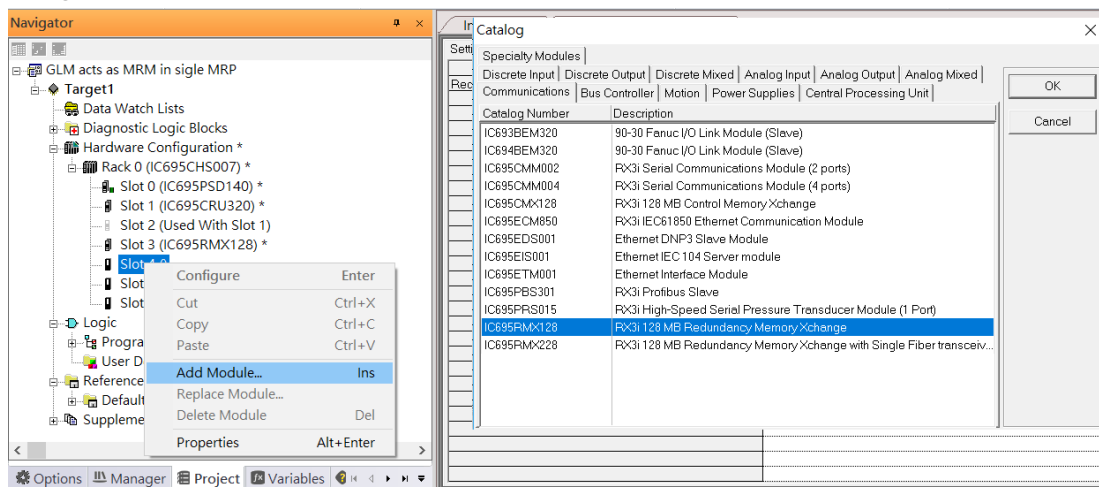 Navigator
GLM acts as MRM in sigle MRP
Target1
Data Watch Lists
Diagnostic Logic Blocks
Hardware Configuration *
Rack 0 (IC695CHS007) *
Slot 0 (IC695PSD140) *
Slot 1 (IC695CRU320) *
Slot 2 (Used With Slot 1)
Slot 3 (IC695RMX128) *
Slot
Slot
Slot
Logic
Progra
User D
Reference
Default
Suppleme
Configure Enter
Cut Ctrl+X
Copy Ctrl+C
Paste Ctrl+V
Add Module... Ins
Replace Module...
Delete Module Del
Properties Alt+Enter
Options Manager Project Variables
In
Setti
Rec
Catalog
Specialty Modules
Discrete Input Discrete Output Discrete Mixed Analog Input Analog Output Analog Mixed
Communications Bus Controller Motion Power Supplies Central Processing Unit
Catalog Number Description
IC693BEM320 90-30 Fanuc I/O Link Module (Slave)
IC694BEM320 90-30 Fanuc I/O Link Module (Slave)
IC695CMM002 RX3i Serial Communications Module (2 ports)
IC695CMM004 RX3i Serial Communications Module (4 ports)
IC695CMX128 RX3i 128 MB Control Memory Xchange
IC695ECM850 RX3i IEC61850 Ethernet Communication Module
IC695EDS001 Ethernet DNP3 Slave Module
IC695EIS001 Ethernet IEC 104 Server module
IC695ETM001 Ethernet Interface Module
IC695PBS301 RX3i Profibus Slave
IC695PRS015 RX3i High-Speed Serial Pressure Transducer Module (1 Port)
IC695RMX128 RX3i 128 MB Redundancy Memory Xchange
IC695RMX228 RX3i 128 MB Redundancy Memory Xchange with Single Fiber transceiv...
OK
Cancel